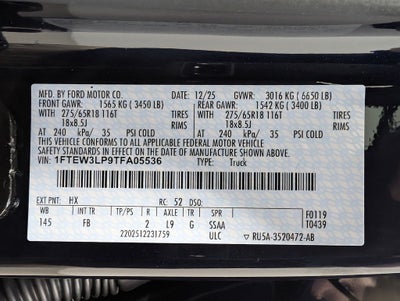 MFD. BY FORD MOTOR CO. 12/25 GVWR: 3016 KG (6650 LB)
FRONT GAWR: 1565 KG (3450 LB) REAR GAWR: 1542 KG (3400 LB)
WITH 275/65R18 116T TIRES WITH 275/65R18 116T TIRES
18x8.5J RIMS 18x8.5J RIMS
AT 240 kPa/ 35 PSI COLD AT 240 kPa/ 35 PSI COLD
THIS VEHICLE CONFORMS TO ALL APPLICABLE FEDERAL MOTOR VEHICLE
SAFETY STANDARDS IN EFFECT ON THE DATE OF MANUFACTURE SHOWN ABOVE.
VIN: 1FTEW3LP9TFA05536 TYPE: Truck
EXT PNT: HX RC: 52 DSO:
WB INT TR TP/PS R AXLE TR SPR F0119
145 FB 2 L9 G SSAA T0439
2202512231759 ULC RU5A-3520472-AB